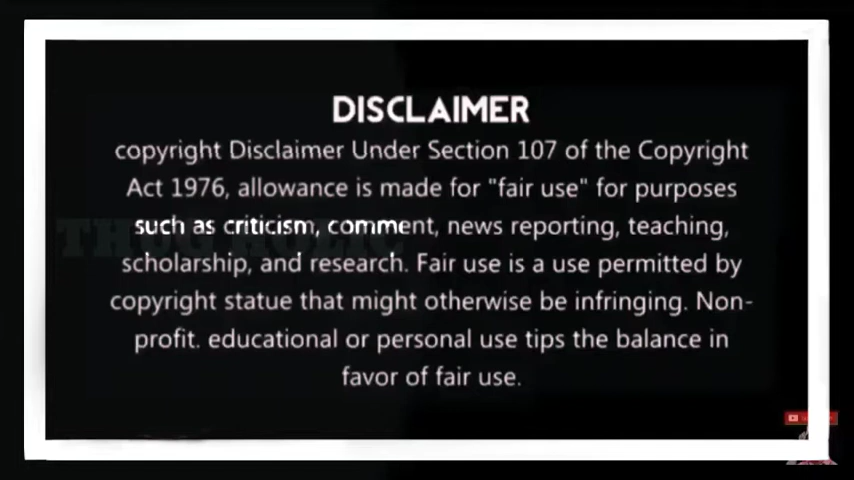 DISCLAIMER
copyright Disclaimer Under Section 107 of the Copyright
Act 1976, allowance is made for "fair use" for purposes
such as criticism, comment, news reporting, teaching,
scholarship, and research. Fair use is a use permitted by
copyright statue that might otherwise be infringing. Non-
profit. educational or personal use tips the balance in
favor of fair use.
THUG HOLIC